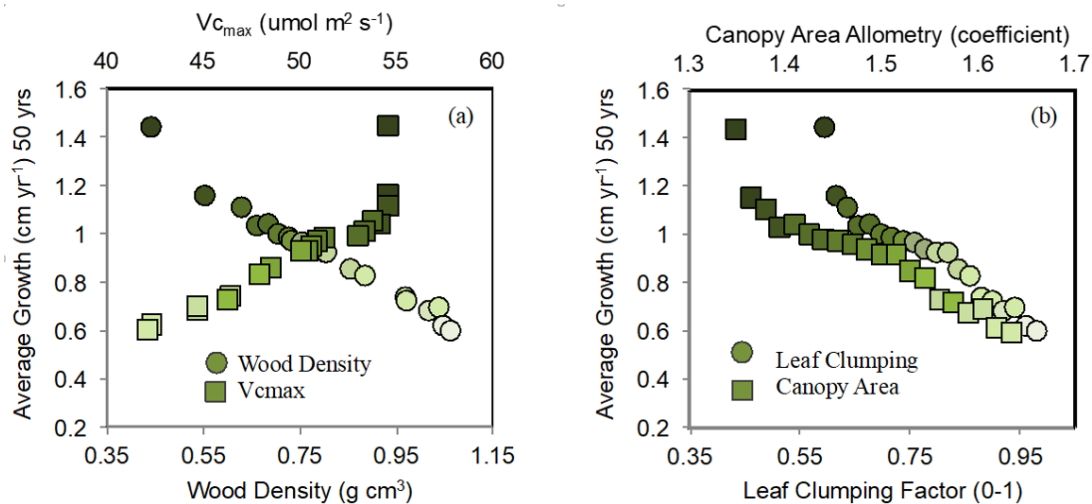 Vcmax (umol m² s⁻¹)
40 45 50 55 60
Average Growth (cm yr⁻¹) 50 yrs
1.6
1.4
1.2
1
0.8
0.6
0.4
0.2
(a)
Wood Density
Vcmax
0.35 0.55 0.75 0.95 1.15
Wood Density (g cm³)
Canopy Area Allometry (coefficient)
1.3 1.4 1.5 1.6 1.7
Average Growth (cm yr⁻¹) 50 yrs
1.6
1.4
1.2
1
0.8
0.6
0.4
0.2
(b)
Leaf Clumping
Canopy Area
0.35 0.55 0.75 0.95
Leaf Clumping Factor (0-1)